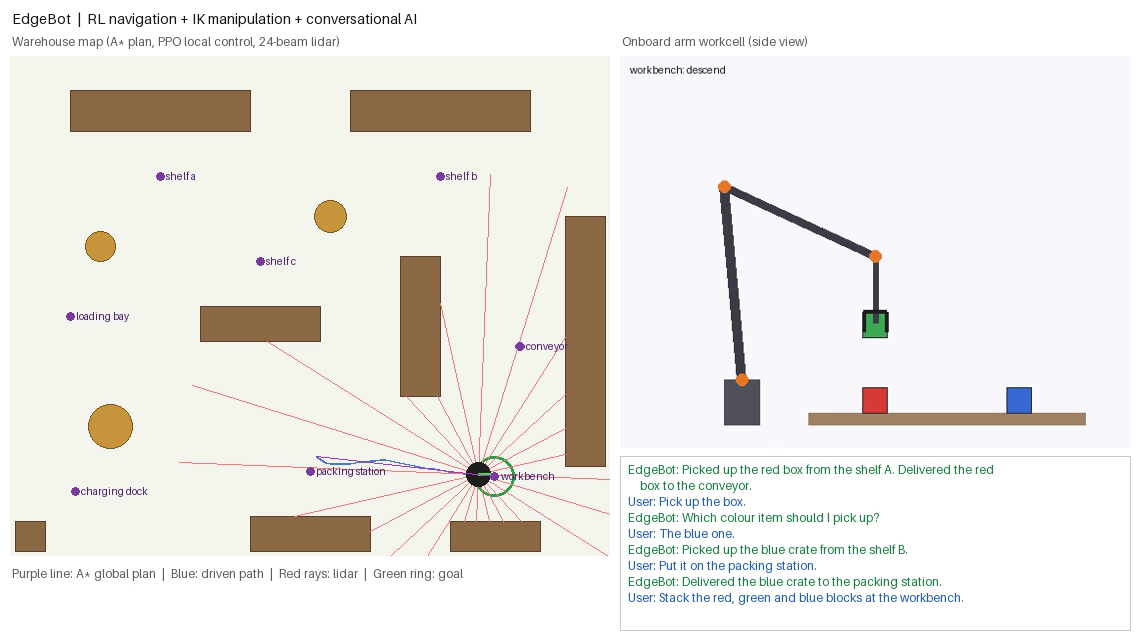 EdgeBot | RL navigation + IK manipulation + conversational AI
Warehouse map (A* plan, PPO local control, 24-beam lidar)
Onboard arm workcell (side view)
workbench: descend
shelf a
shelf b
shelf c
loading bay
conveyor
packing station
workbench
charging dock
EdgeBot: Picked up the red box from the shelf A. Delivered the red
box to the conveyor.
User: Pick up the box.
EdgeBot: Which colour item should I pick up?
User: The blue one.
EdgeBot: Picked up the blue crate from the shelf B.
User: Put it on the packing station.
EdgeBot: Delivered the blue crate to the packing station.
User: Stack the red, green and blue blocks at the workbench.
Purple line: A* global plan | Blue: driven path | Red rays: lidar | Green ring: goal